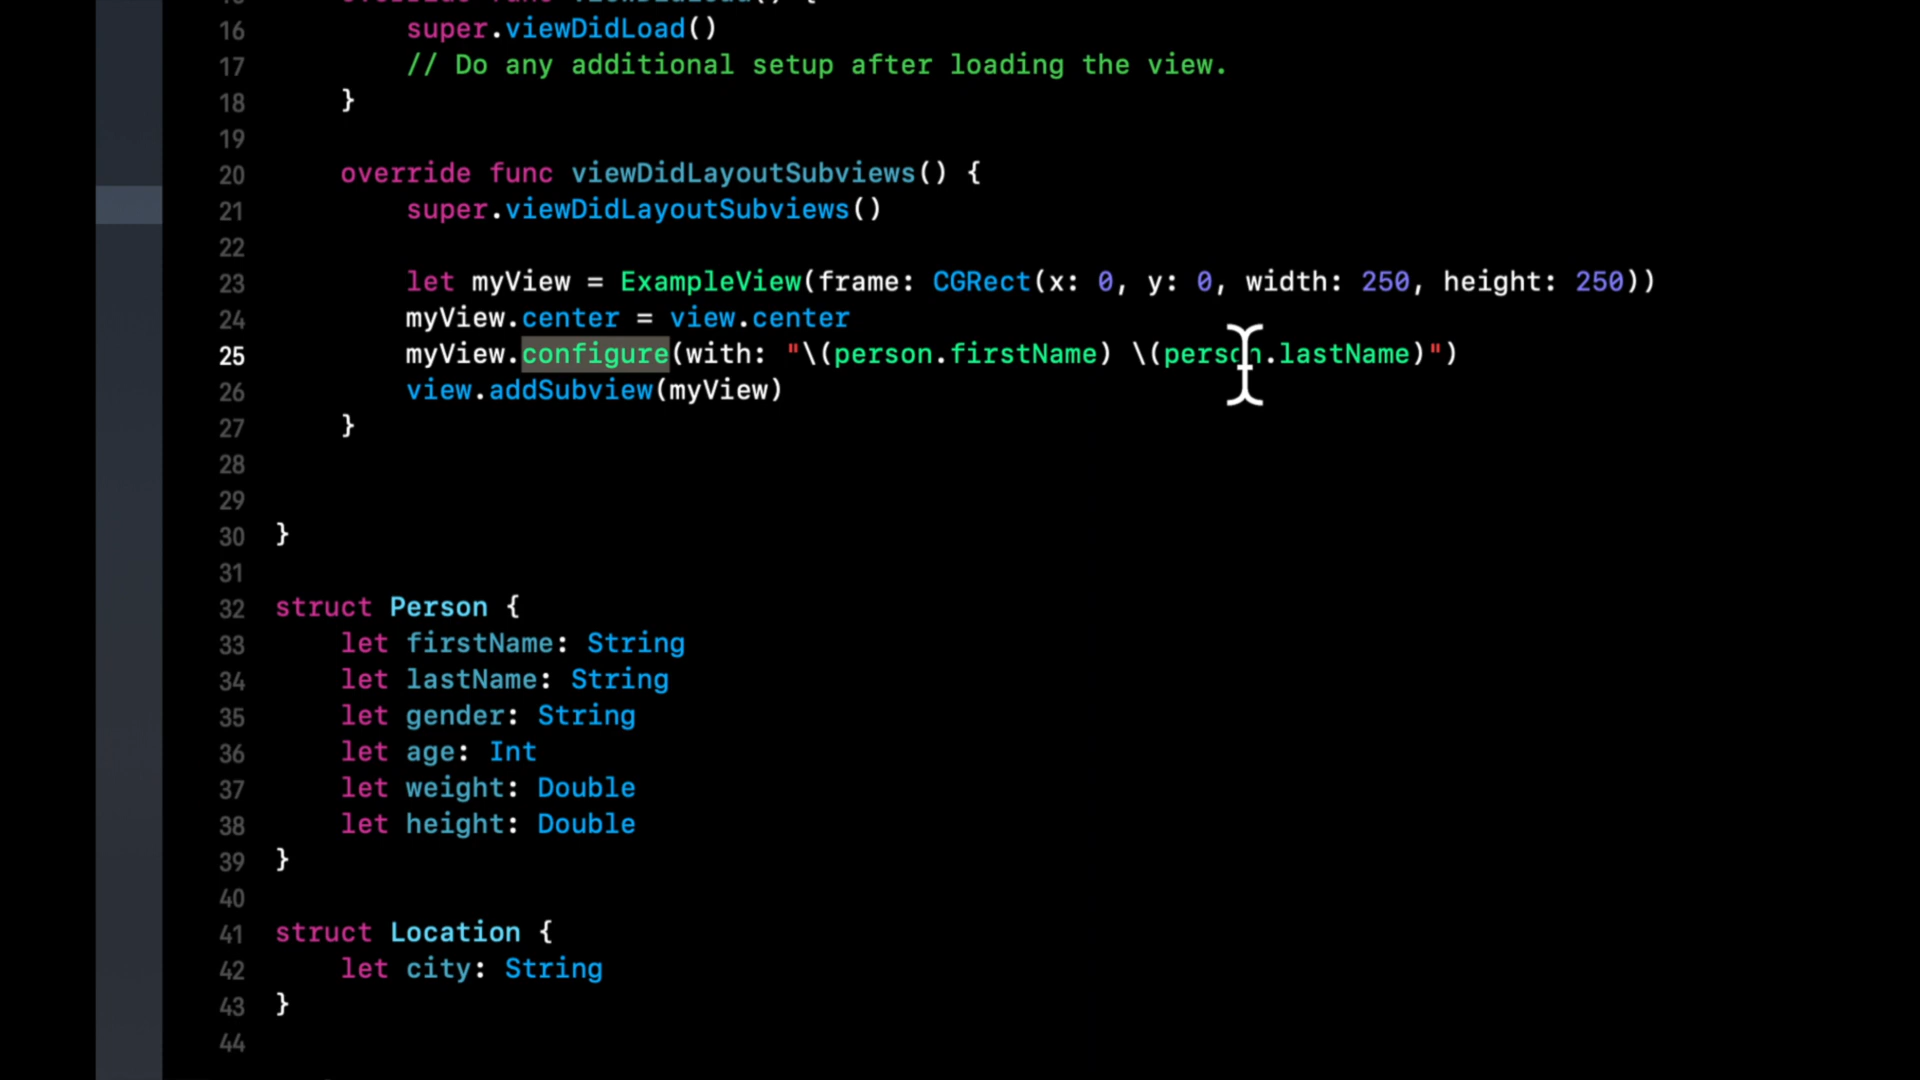 override func viewDidLoad() {
16 super.viewDidLoad()
17 // Do any additional setup after loading the view.
18 }
19
20 override func viewDidLayoutSubviews() {
21 super.viewDidLayoutSubviews()
22
23 let myView = ExampleView(frame: CGRect(x: 0, y: 0, width: 250, height: 250))
24 myView.center = view.center
25 myView.configure(with: "\(person.firstName) \(person.lastName)")
26 view.addSubview(myView)
27 }
28
29
30 }
31
32 struct Person {
33 let firstName: String
34 let lastName: String
35 let gender: String
36 let age: Int
37 let weight: Double
38 let height: Double
39 }
40
41 struct Location {
42 let city: String
43 }
44